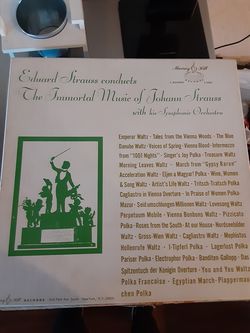 Murray Hill
Eduard Strauss conducts
The Immortal Music of Johann Strauss
with his Symphonic Orchestra
Emperor Waltz - Tales from the Vienna Woods - The Blue
Danube Waltz - Voices of Spring - Vienna Blood - Intermezzo
from "1001 Nights" - Singer's Joy Polka - Treasure Waltz
Morning Leaves Waltz - March from "Gypsy Baron"
Acceleration Waltz - Eljen a Magyar! Polka - Wine, Women
& Song Waltz - Artist's Life Waltz - Tritsch Tratsch Polka
Cagliostro in Vienna Overture - In Praise of Women Polka
Mazur - Seid umschlungen Millionen Waltz - Lovesong Waltz
Perpetuum Mobile - Vienna Bonbons Waltz - Pizzicato
Polka - Roses from the South - At our House - Nordseebilder
Waltz - Gross-Wien Waltz - Cagliostro Waltz - Mephistos
Hollenrufe Waltz - I-Tipferl Polka - Lagerlust Polka
Pariser Polka - Electrophor Polka - Banditen-Gallopp - Das
Spitzentuch der Königin Overture - You and You Waltz
Polka Francaise - Egyptian March - Plappermaul-
chen Polka
Murray Hill RECORDS